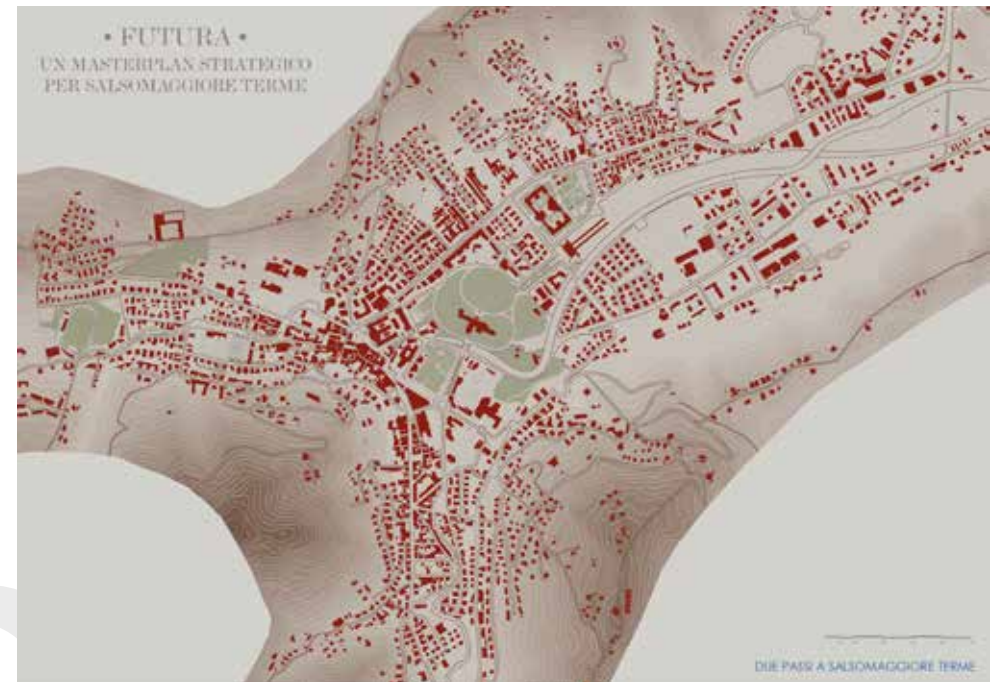 • FUTURA •
UN MASTERPLAN STRATEGICO
PER SALSOMAGGIORE TERME
DUE PASSI A SALSOMAGGIORE TERME